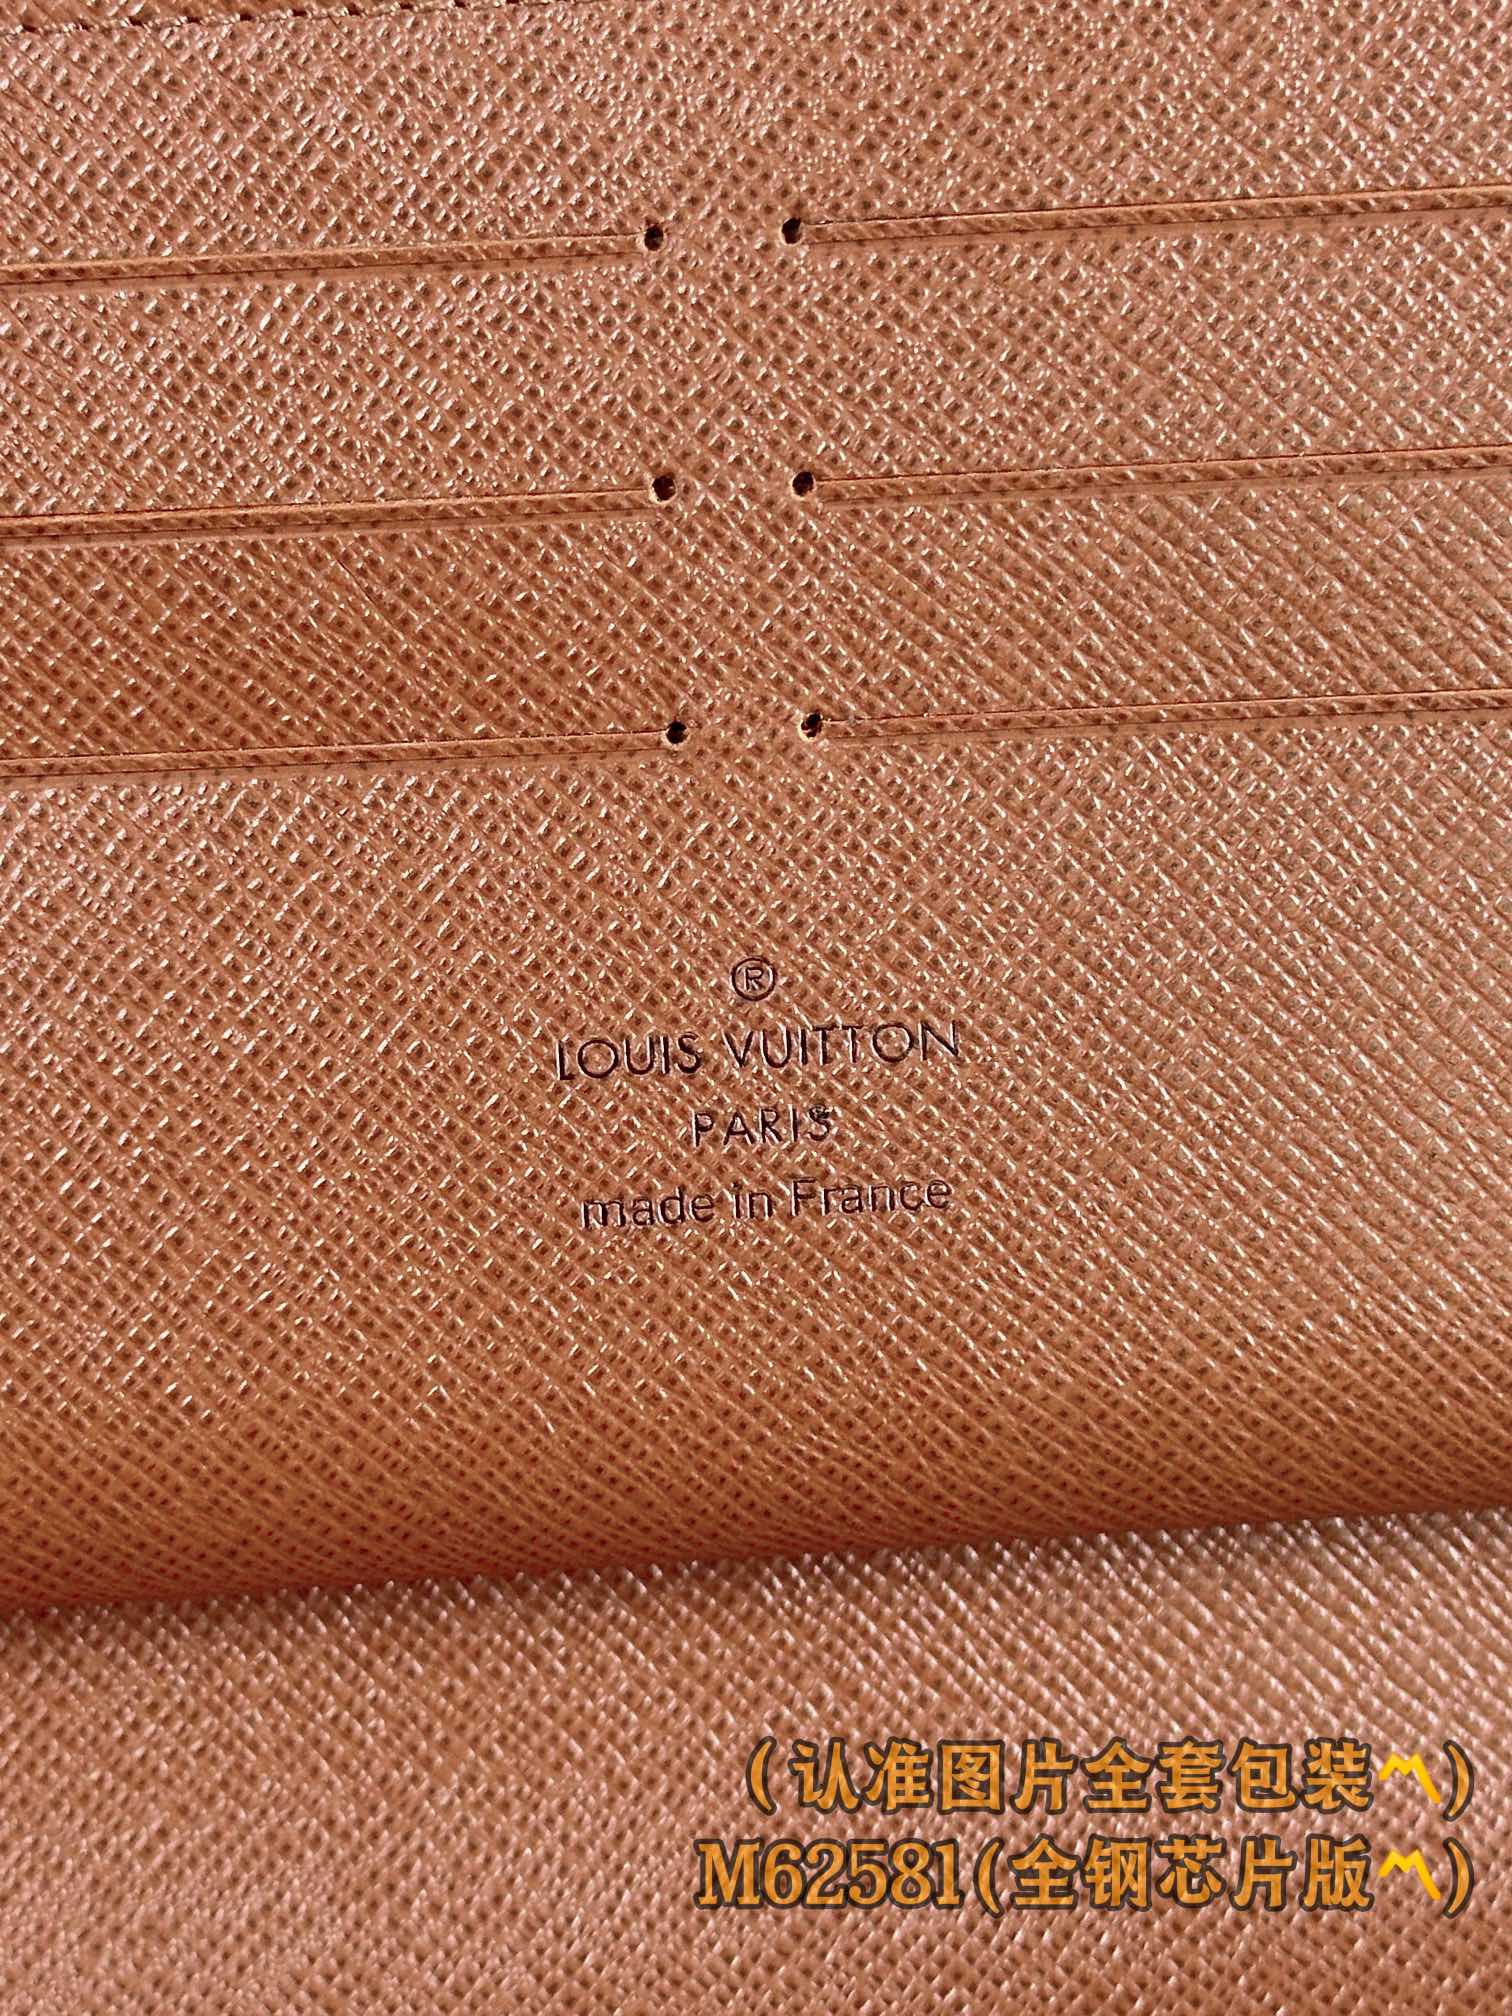 ®
LOUIS VUITTON
PARIS
made in France
(认准图片全套包装〽️)
M62581(全钢芯片版〽️)